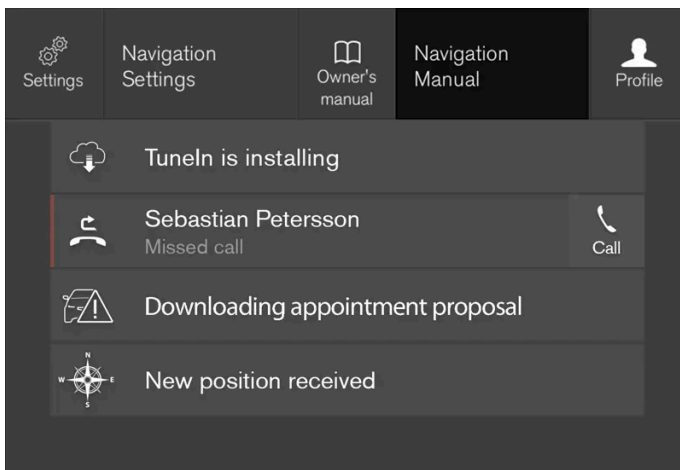 Settings
Navigation
Settings
Owner's
manual
Navigation
Manual
Profile
TuneIn is installing
Sebastian Petersson
Missed call
Call
Downloading appointment proposal
N
W
E
S
New position received